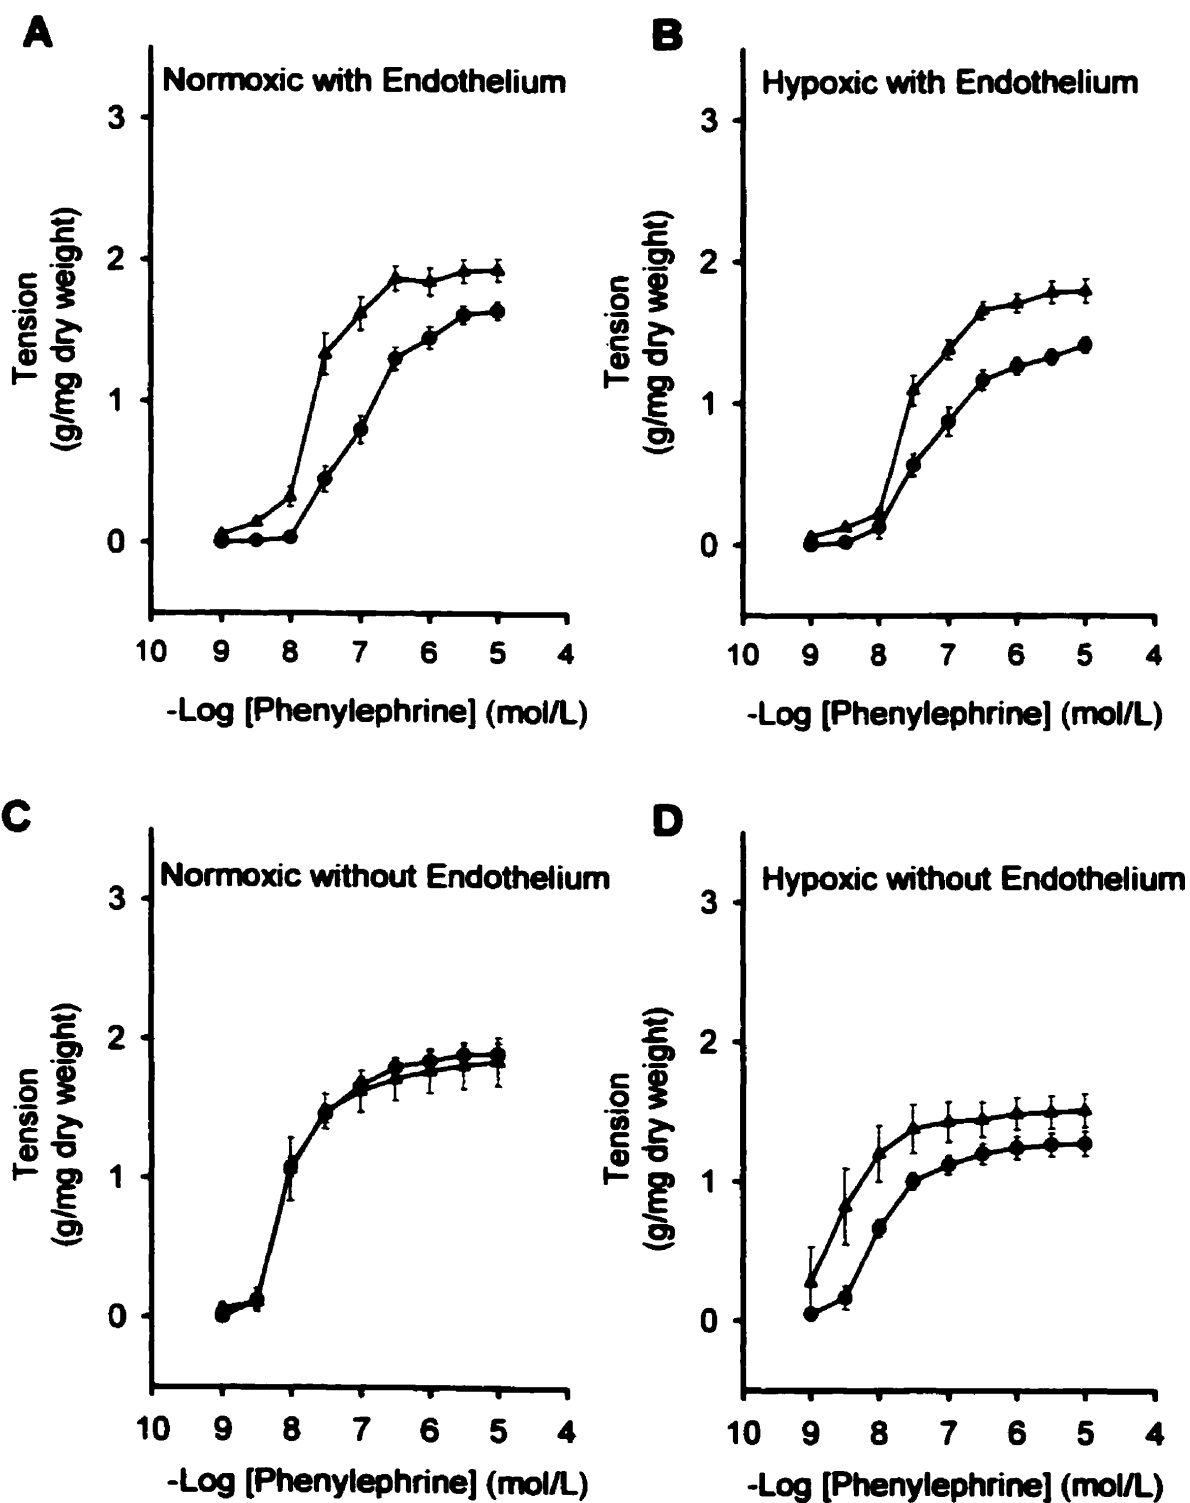 A
Normoxic with Endothelium
3
2
1
0
Tension
(g/mg dry weight)
10 9 8 7 6 5 4
-Log [Phenylephrine] (mol/L)
B
Hypoxic with Endothelium
3
2
1
0
Tension
(g/mg dry weight)
10 9 8 7 6 5 4
-Log [Phenylephrine] (mol/L)
C
Normoxic without Endothelium
3
2
1
0
Tension
(g/mg dry weight)
10 9 8 7 6 5 4
-Log [Phenylephrine] (mol/L)
D
Hypoxic without Endothelium
3
2
1
0
Tension
(g/mg dry weight)
10 9 8 7 6 5 4
-Log [Phenylephrine] (mol/L)